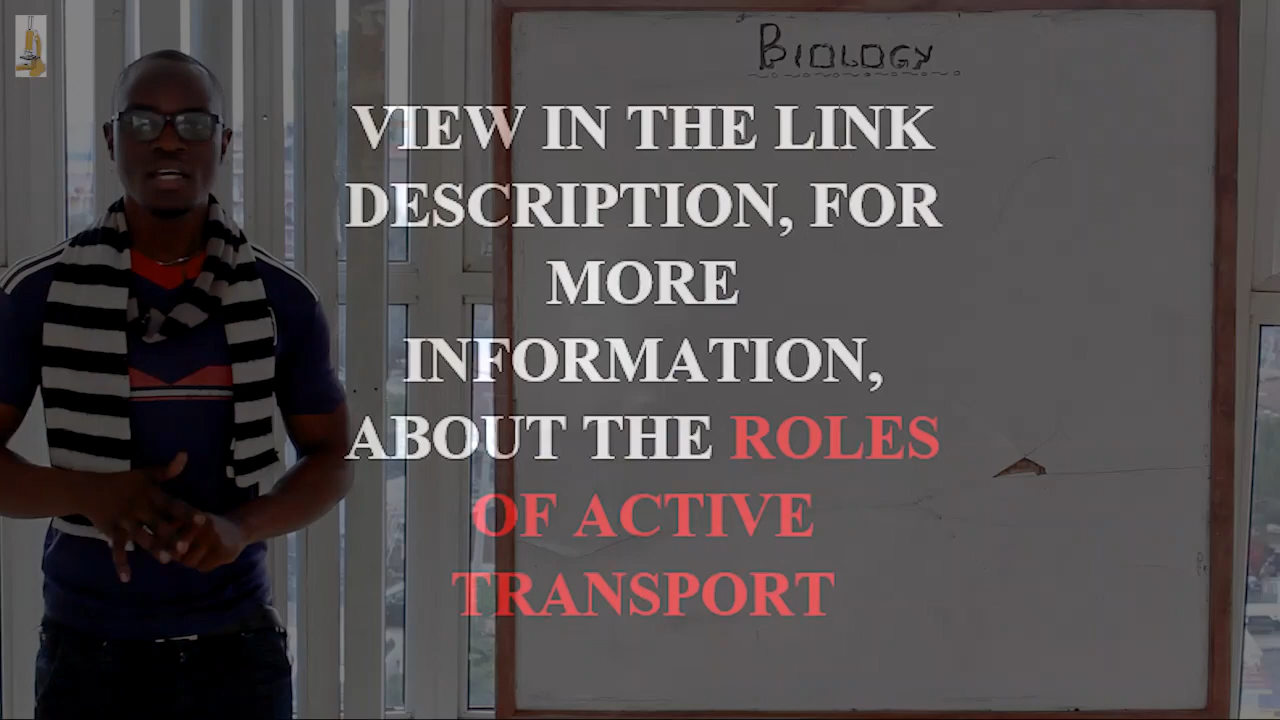 BIOLOGY
VIEW IN THE LINK
DESCRIPTION, FOR
MORE
INFORMATION,
ABOUT THE ROLES
OF ACTIVE
TRANSPORT